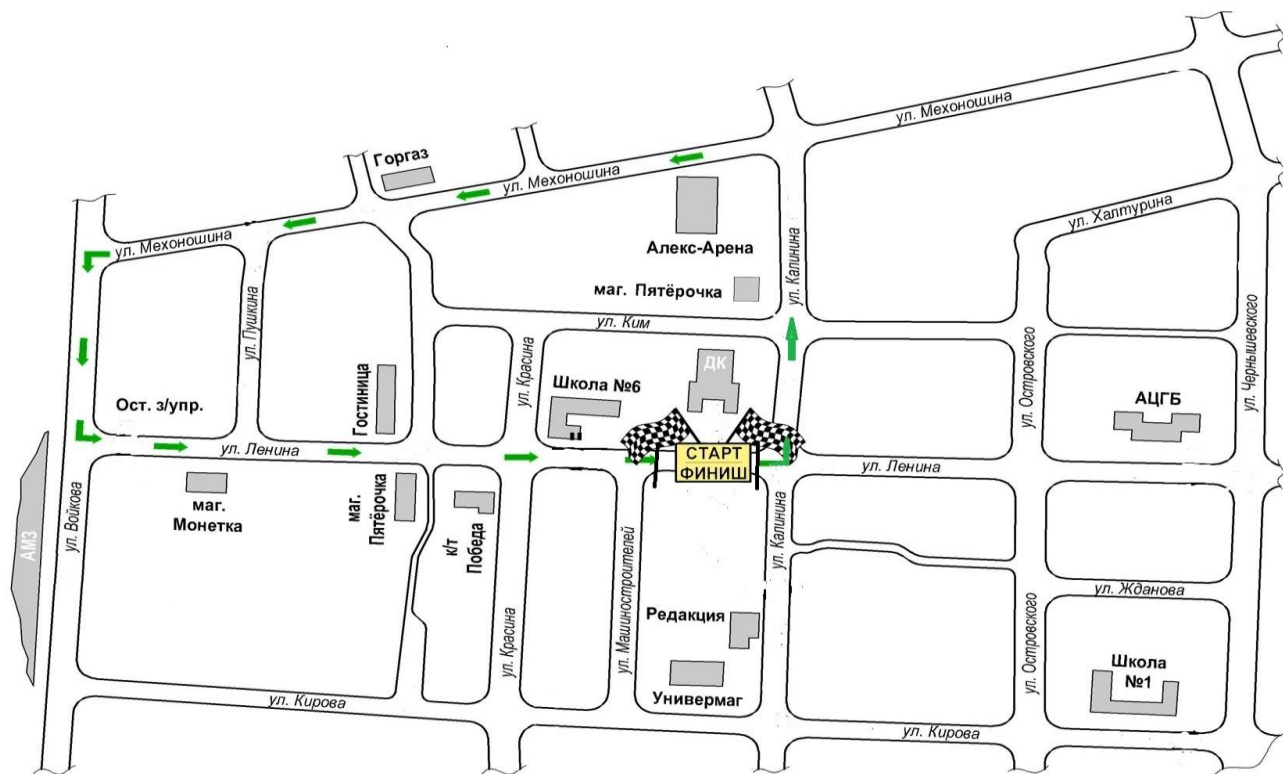 ул. Мехоношина
Горгаз
ул. Мехоношина
ул. Мехоношина
ул. Халтурина
Алекс-Арена
маг. Пятёрочка
ул. Калинина
ул. Ким
ул. Пушкина
ул. Красина
Школа №6
ДК
ул. Островского
ул. Чернышевского
АЦГБ
Гостиница
Ост. з/упр.
ул. Ленина
СТАРТ
ФИНИШ
ул. Ленина
маг.
Монетка
маг.
Пятёрочка
к/т
Победа
ул. Войкова
АМЗ
ул. Машиностроителей
ул. Калинина
ул. Жданова
Редакция
ул. Красина
ул. Островского
Школа
№1
Универмаг
ул. Кирова
ул. Кирова